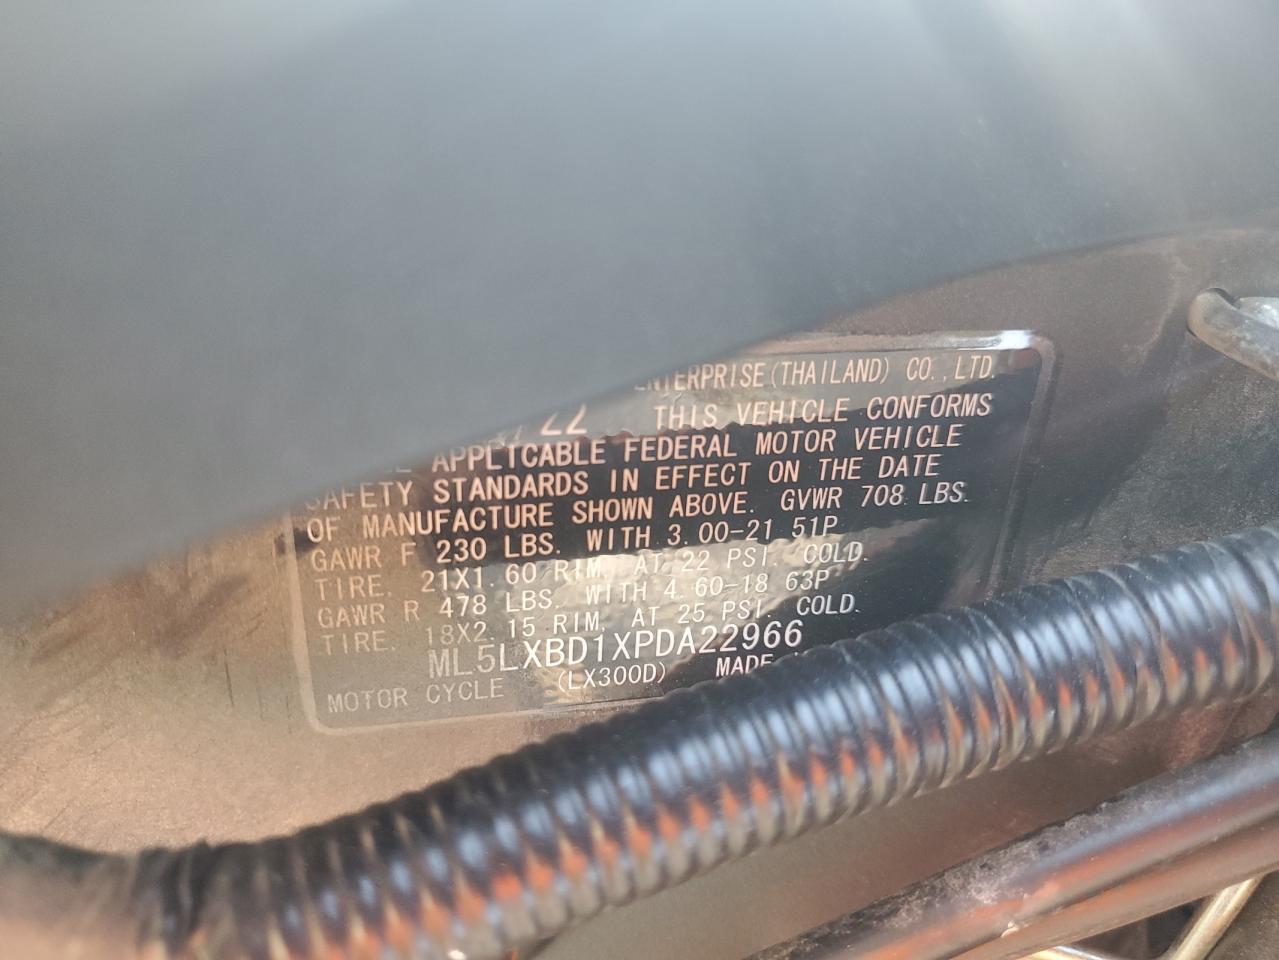 ENTERPRISE(THAILAND) CO.,LTD.
22 THIS VEHICLE CONFORMS
APPLICABLE FEDERAL MOTOR VEHICLE
SAFETY STANDARDS IN EFFECT ON THE DATE
OF MANUFACTURE SHOWN ABOVE. GVWR 708 LBS.
GAWR F 230 LBS. WITH 3.00-21 51P
TIRE. 21X1.60 RIM. AT 22 PSI. COLD.
GAWR R 478 LBS. WITH 4.60-18 63P
TIRE. 18X2.15 RIM. AT 25 PSI. COLD.
ML5LXBD1XPDA22966
MOTOR CYCLE (LX300D) MADE